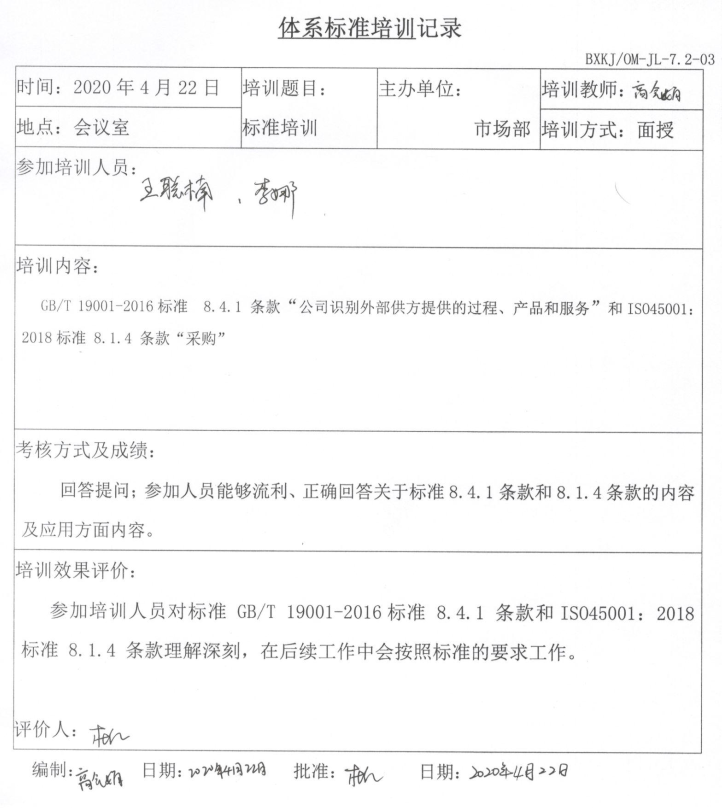 体系标准培训记录
BXKJ/OM-JL-7.2-03
时间：2020 年 4 月 22 日
培训题目：
主办单位：
培训教师：高会娟
地点：会议室
标准培训
市场部
培训方式：面授
参加培训人员：
王聪楠、李娜
培训内容：
GB/T 19001-2016 标准 8.4.1 条款“公司识别外部供方提供的过程、产品和服务”和 ISO45001：
2018 标准 8.1.4 条款“采购”
考核方式及成绩：
回答提问；参加人员能够流利、正确回答关于标准 8.4.1 条款和 8.1.4 条款的内容
及应用方面内容。
培训效果评价：
参加培训人员对标准 GB/T 19001-2016 标准 8.4.1 条款和 ISO45001：2018
标准 8.1.4 条款理解深刻，在后续工作中会按照标准的要求工作。
评价人：
编制：高会娟 日期：2020年4月22日 批准： 日期：2020年4月22日